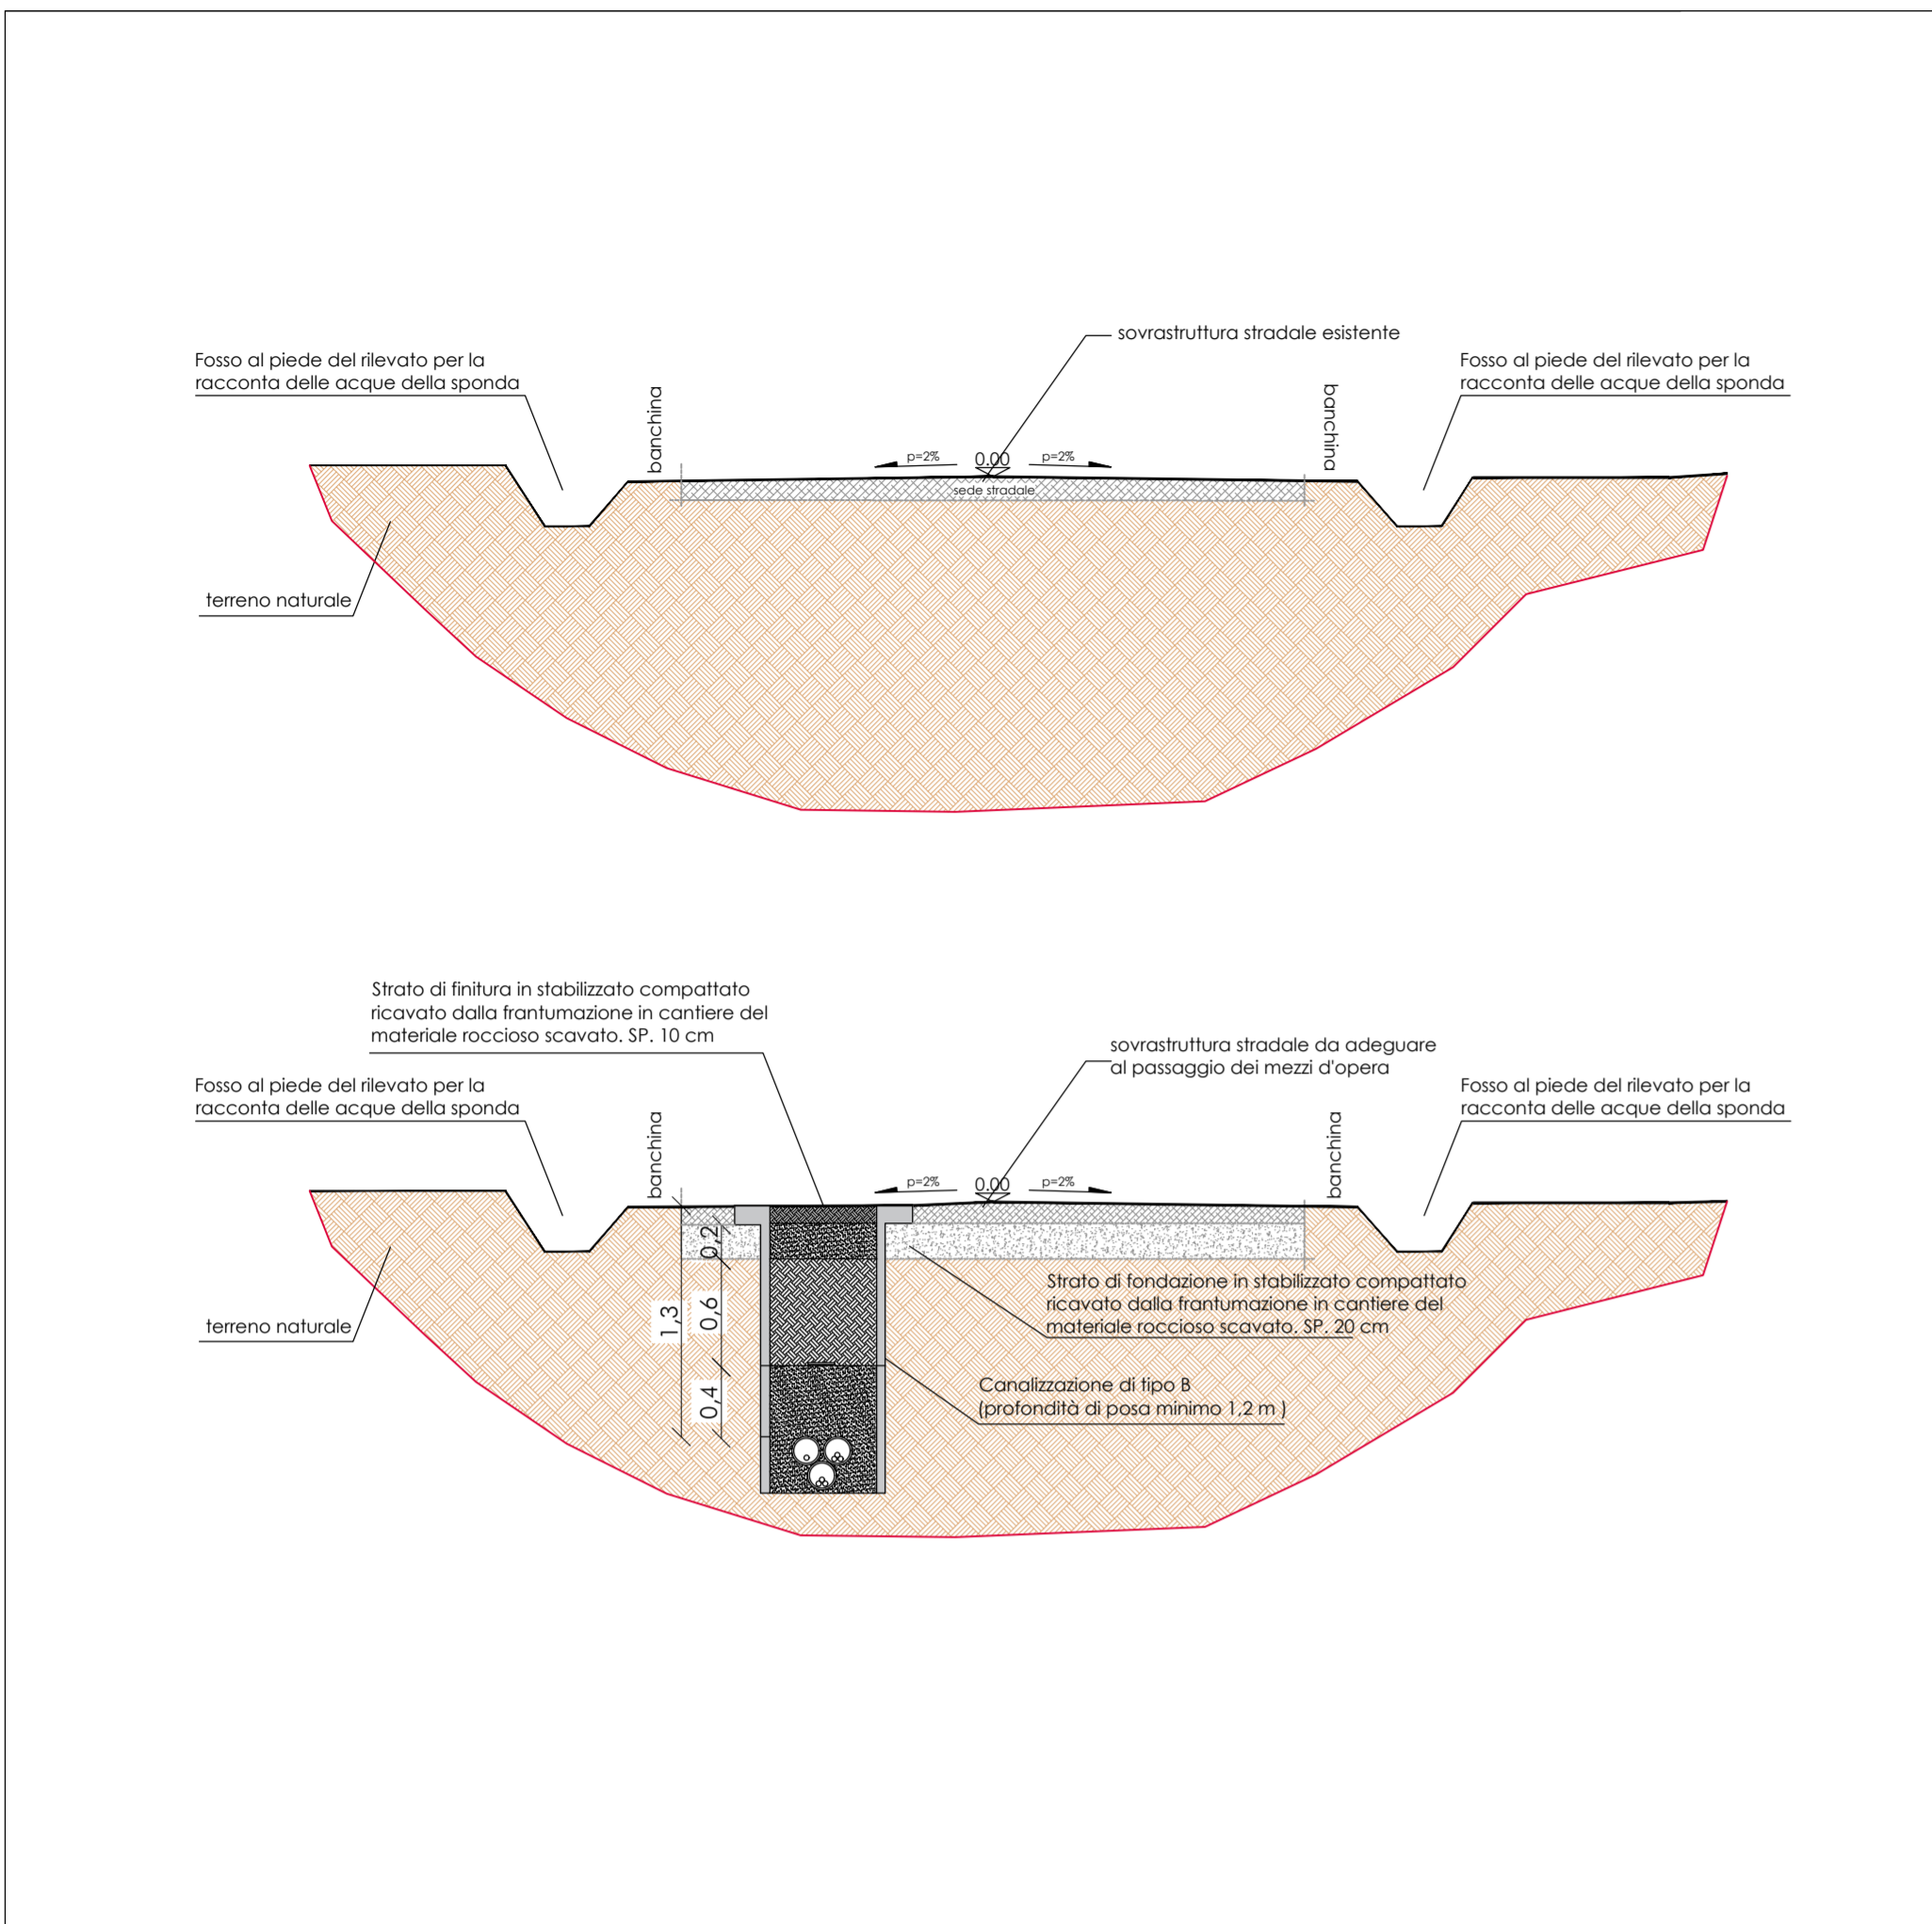 sovrastruttura stradale esistente
Fosso al piede del rilevato per la
racconta delle acque della sponda
Fosso al piede del rilevato per la
racconta delle acque della sponda
banchina
banchina
p=2%
0.00
p=2%
sede stradale
terreno naturale
Strato di finitura in stabilizzato compattato
ricavato dalla frantumazione in cantiere del
materiale roccioso scavato. SP. 10 cm
sovrastruttura stradale da adeguare
al passaggio dei mezzi d'opera
Fosso al piede del rilevato per la
racconta delle acque della sponda
Fosso al piede del rilevato per la
racconta delle acque della sponda
banchina
banchina
p=2%
0.00
p=2%
0,2
Strato di fondazione in stabilizzato compattato
ricavato dalla frantumazione in cantiere del
materiale roccioso scavato. SP. 20 cm
1,3
0,6
terreno naturale
0,4
Canalizzazione di tipo B
(profondità di posa minimo 1,2 m )